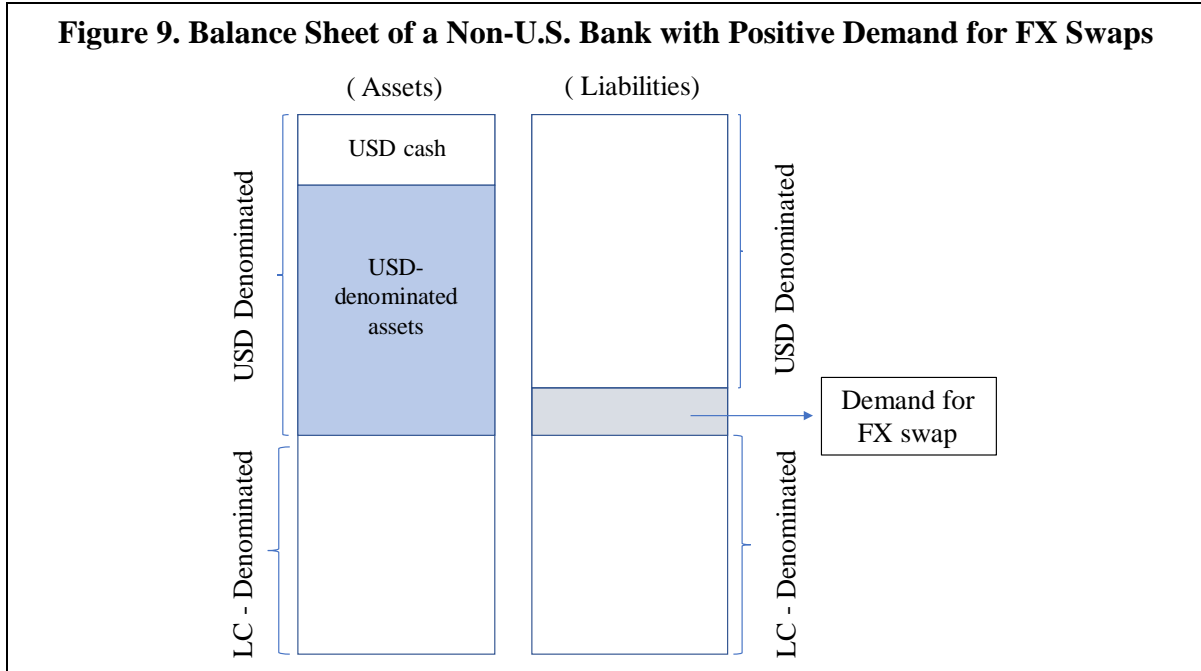 Figure 9. Balance Sheet of a Non-U.S. Bank with Positive Demand for FX Swaps
( Assets)
( Liabilities)
USD cash
USD-
denominated
assets
USD Denominated
USD Denominated
Demand for
FX swap
LC - Denominated
LC - Denominated